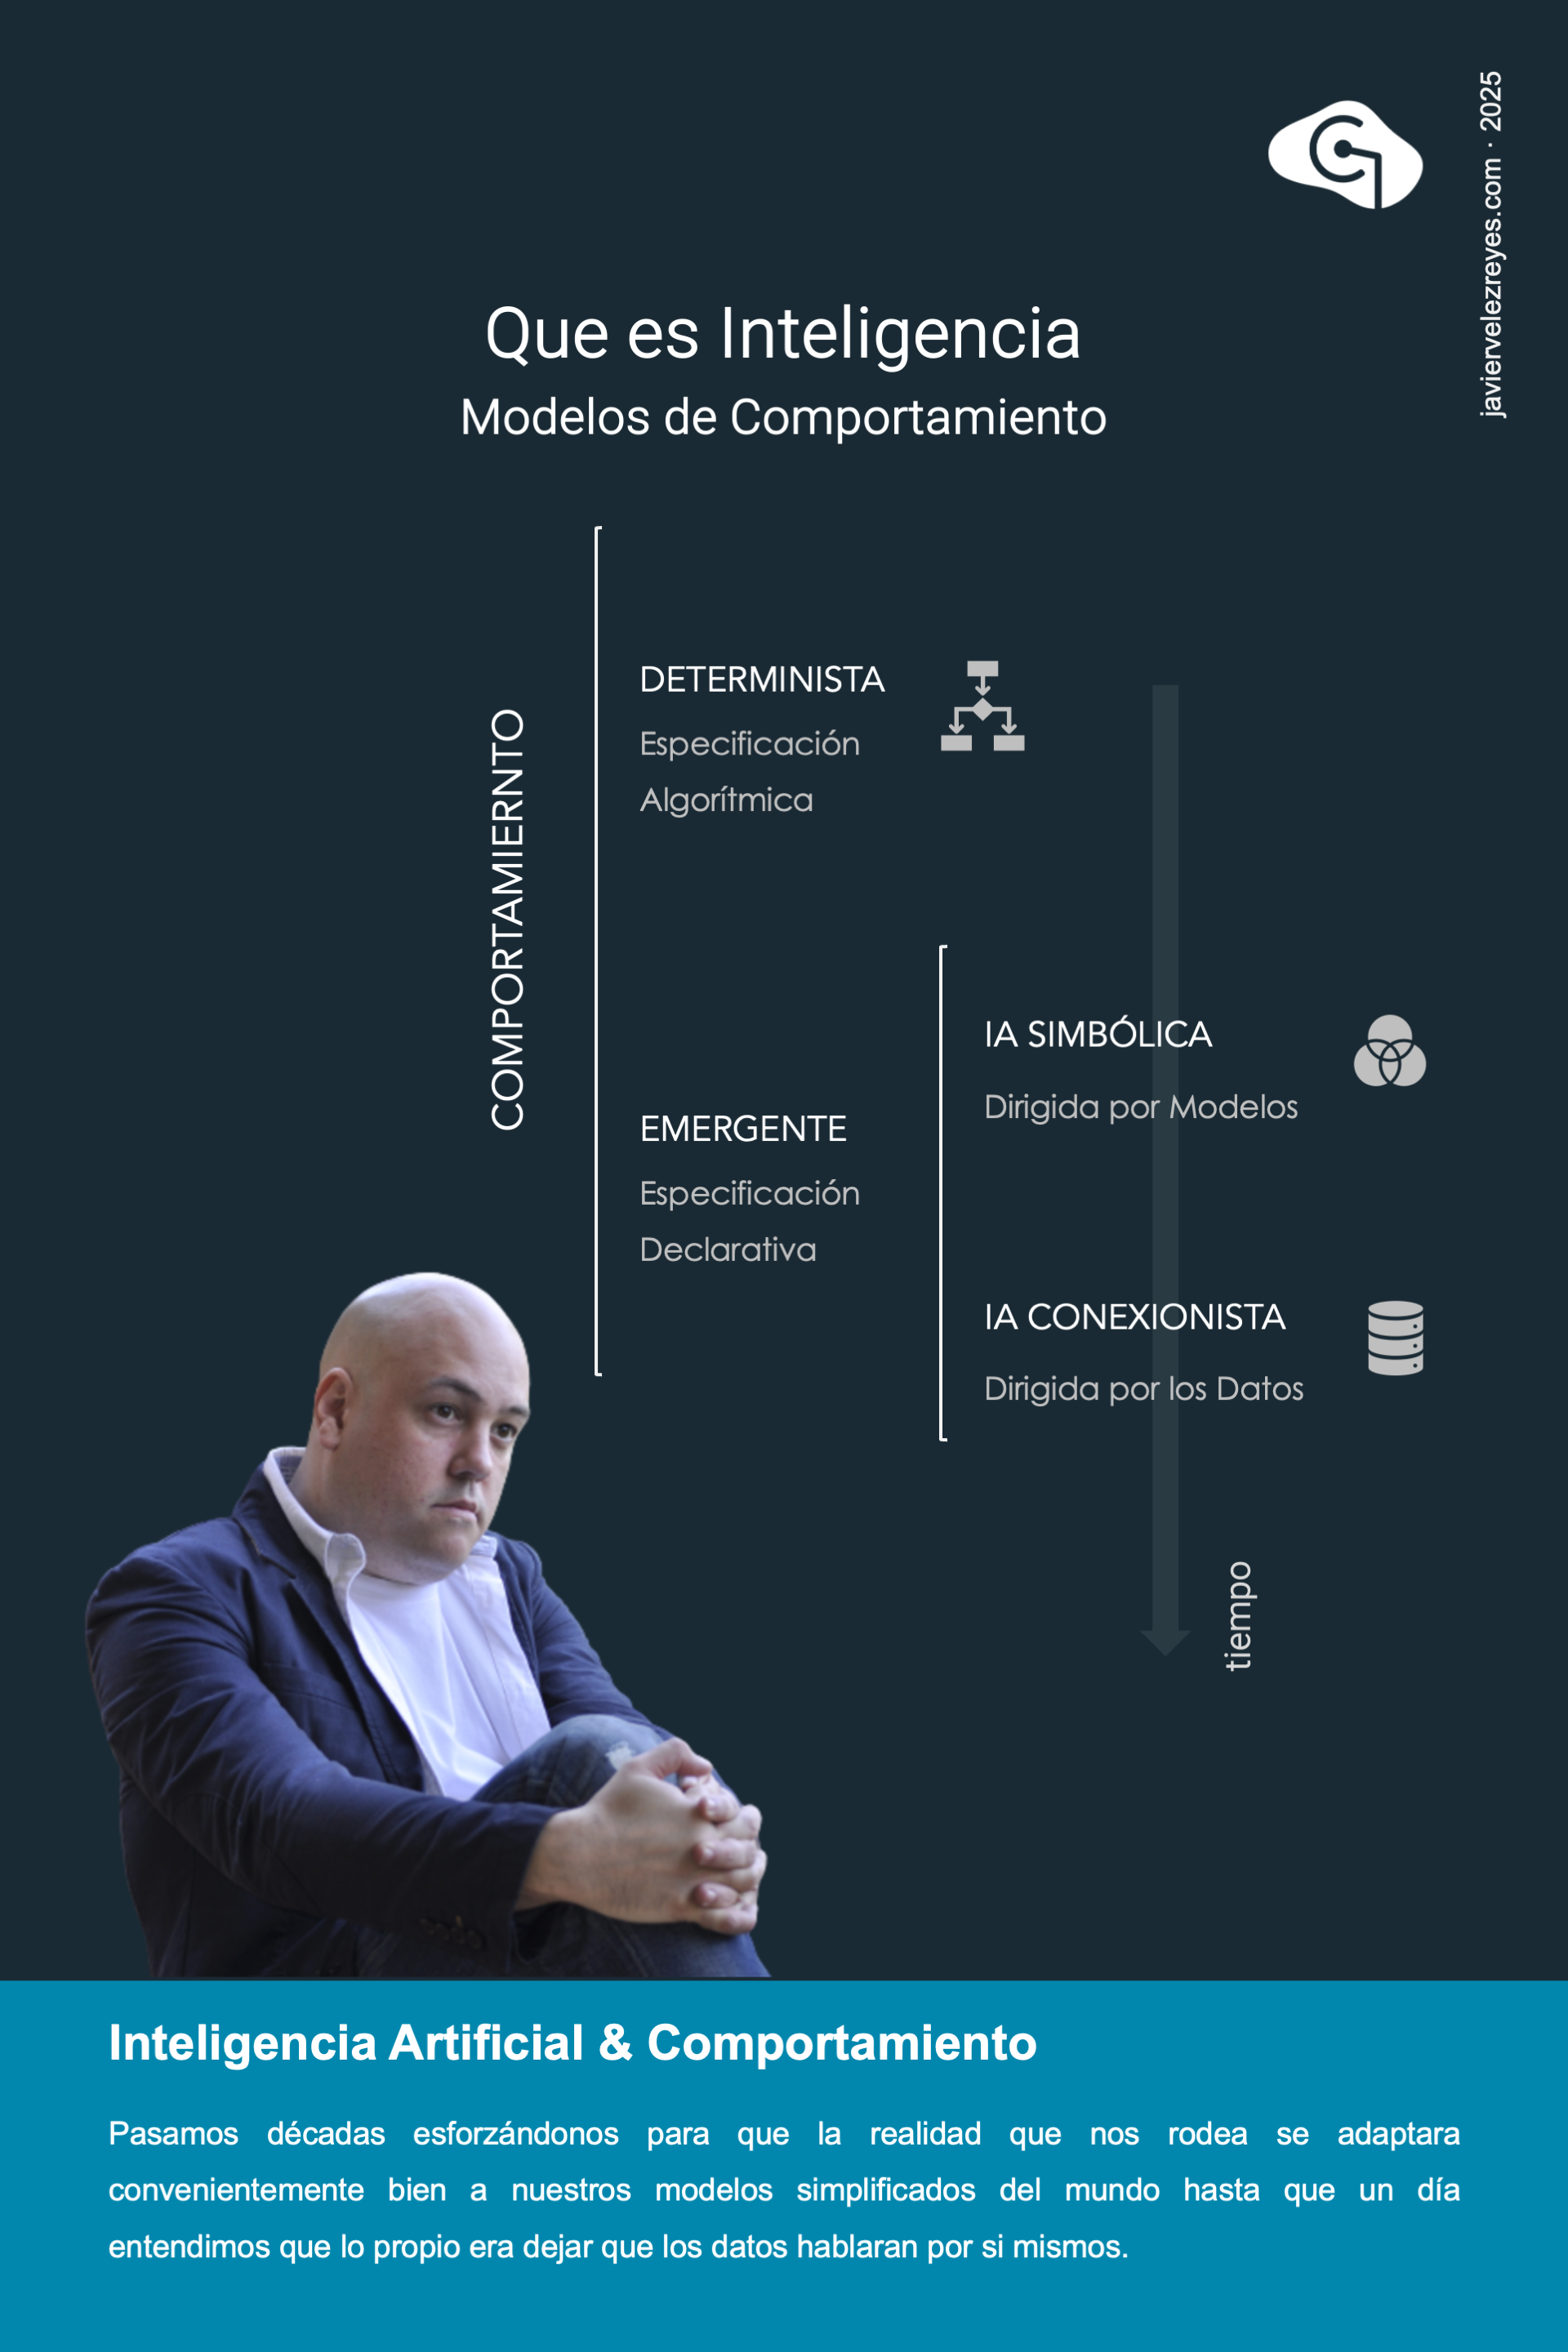 javiervelezreyes.com · 2025
Que es Inteligencia
Modelos de Comportamiento
COMPORTAMIERNTO
DETERMINISTA
Especificación
Algorítmica
EMERGENTE
Especificación
Declarativa
IA SIMBÓLICA
Dirigida por Modelos
IA CONEXIONISTA
Dirigida por los Datos
tiempo
Inteligencia Artificial & Comportamiento
Pasamos décadas esforzándonos para que la realidad que nos rodea se adaptara
convenientemente bien a nuestros modelos simplificados del mundo hasta que un día
entendimos que lo propio era dejar que los datos hablaran por si mismos.